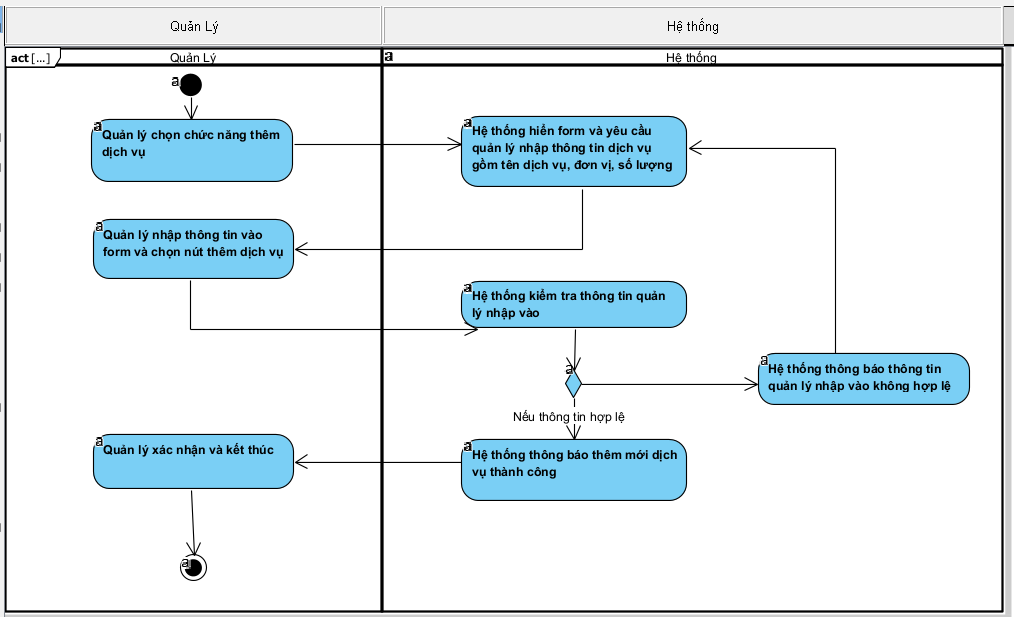 Quản Lý
Hệ thống
act [...]
Quản Lý
a
Hệ thống
a
a
Quản lý chọn chức năng thêm
dịch vụ
a
Hệ thống hiển form và yêu cầu
quản lý nhập thông tin dịch vụ
gồm tên dịch vụ, đơn vị, số lượng
a
Quản lý nhập thông tin vào
form và chọn nút thêm dịch vụ
a
Hệ thống kiểm tra thông tin quản
lý nhập vào
a
a
Hệ thống thông báo thông tin
quản lý nhập vào không hợp lệ
Nếu thông tin hợp lệ
a
Quản lý xác nhận và kết thúc
a
Hệ thống thông báo thêm mới dịch
vụ thành công
a